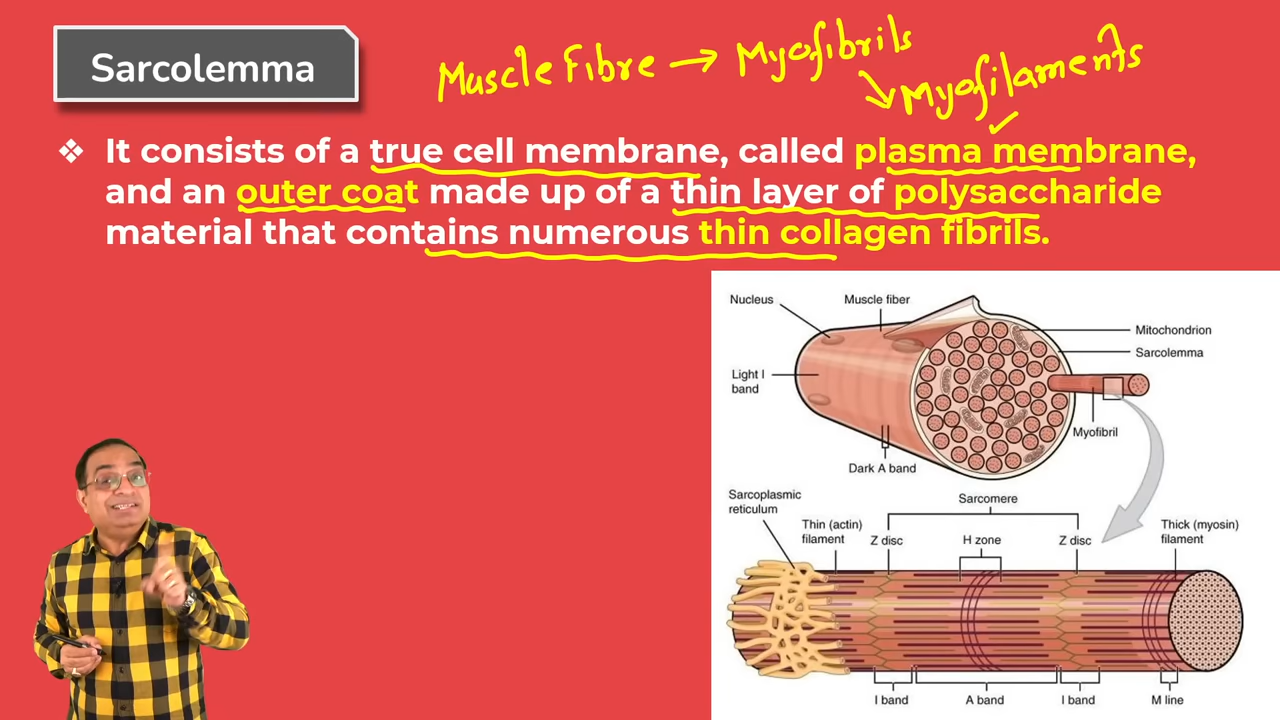 Sarcolemma
Muscle Fibre → Myofibrils
↘ Myofilaments
❖ It consists of a true cell membrane, called plasma membrane,
and an outer coat made up of a thin layer of polysaccharide
material that contains numerous thin collagen fibrils.
Nucleus
Muscle fiber
Mitochondrion
Sarcolemma
Light I
band
Myofibril
Dark A band
Sarcoplasmic
reticulum
Sarcomere
Thin (actin)
filament
Z disc
H zone
Z disc
Thick (myosin)
filament
I band
A band
I band
M line